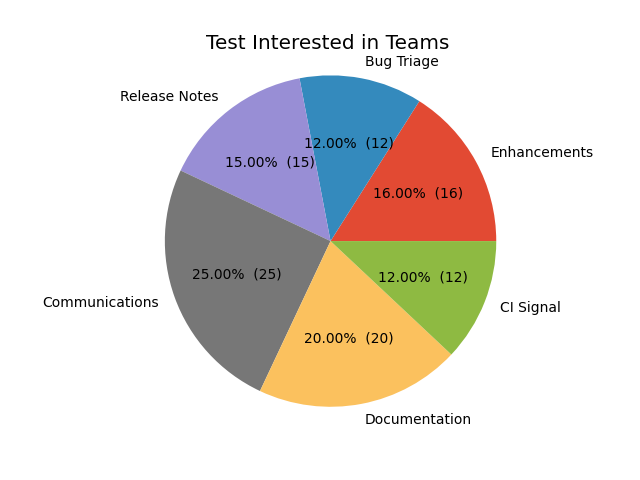 Test Interested in Teams
Bug Triage
Release Notes
Enhancements
12.00%  (12)
15.00%  (15)
16.00%  (16)
25.00%  (25)
12.00%  (12)
Communications
CI Signal
20.00%  (20)
Documentation